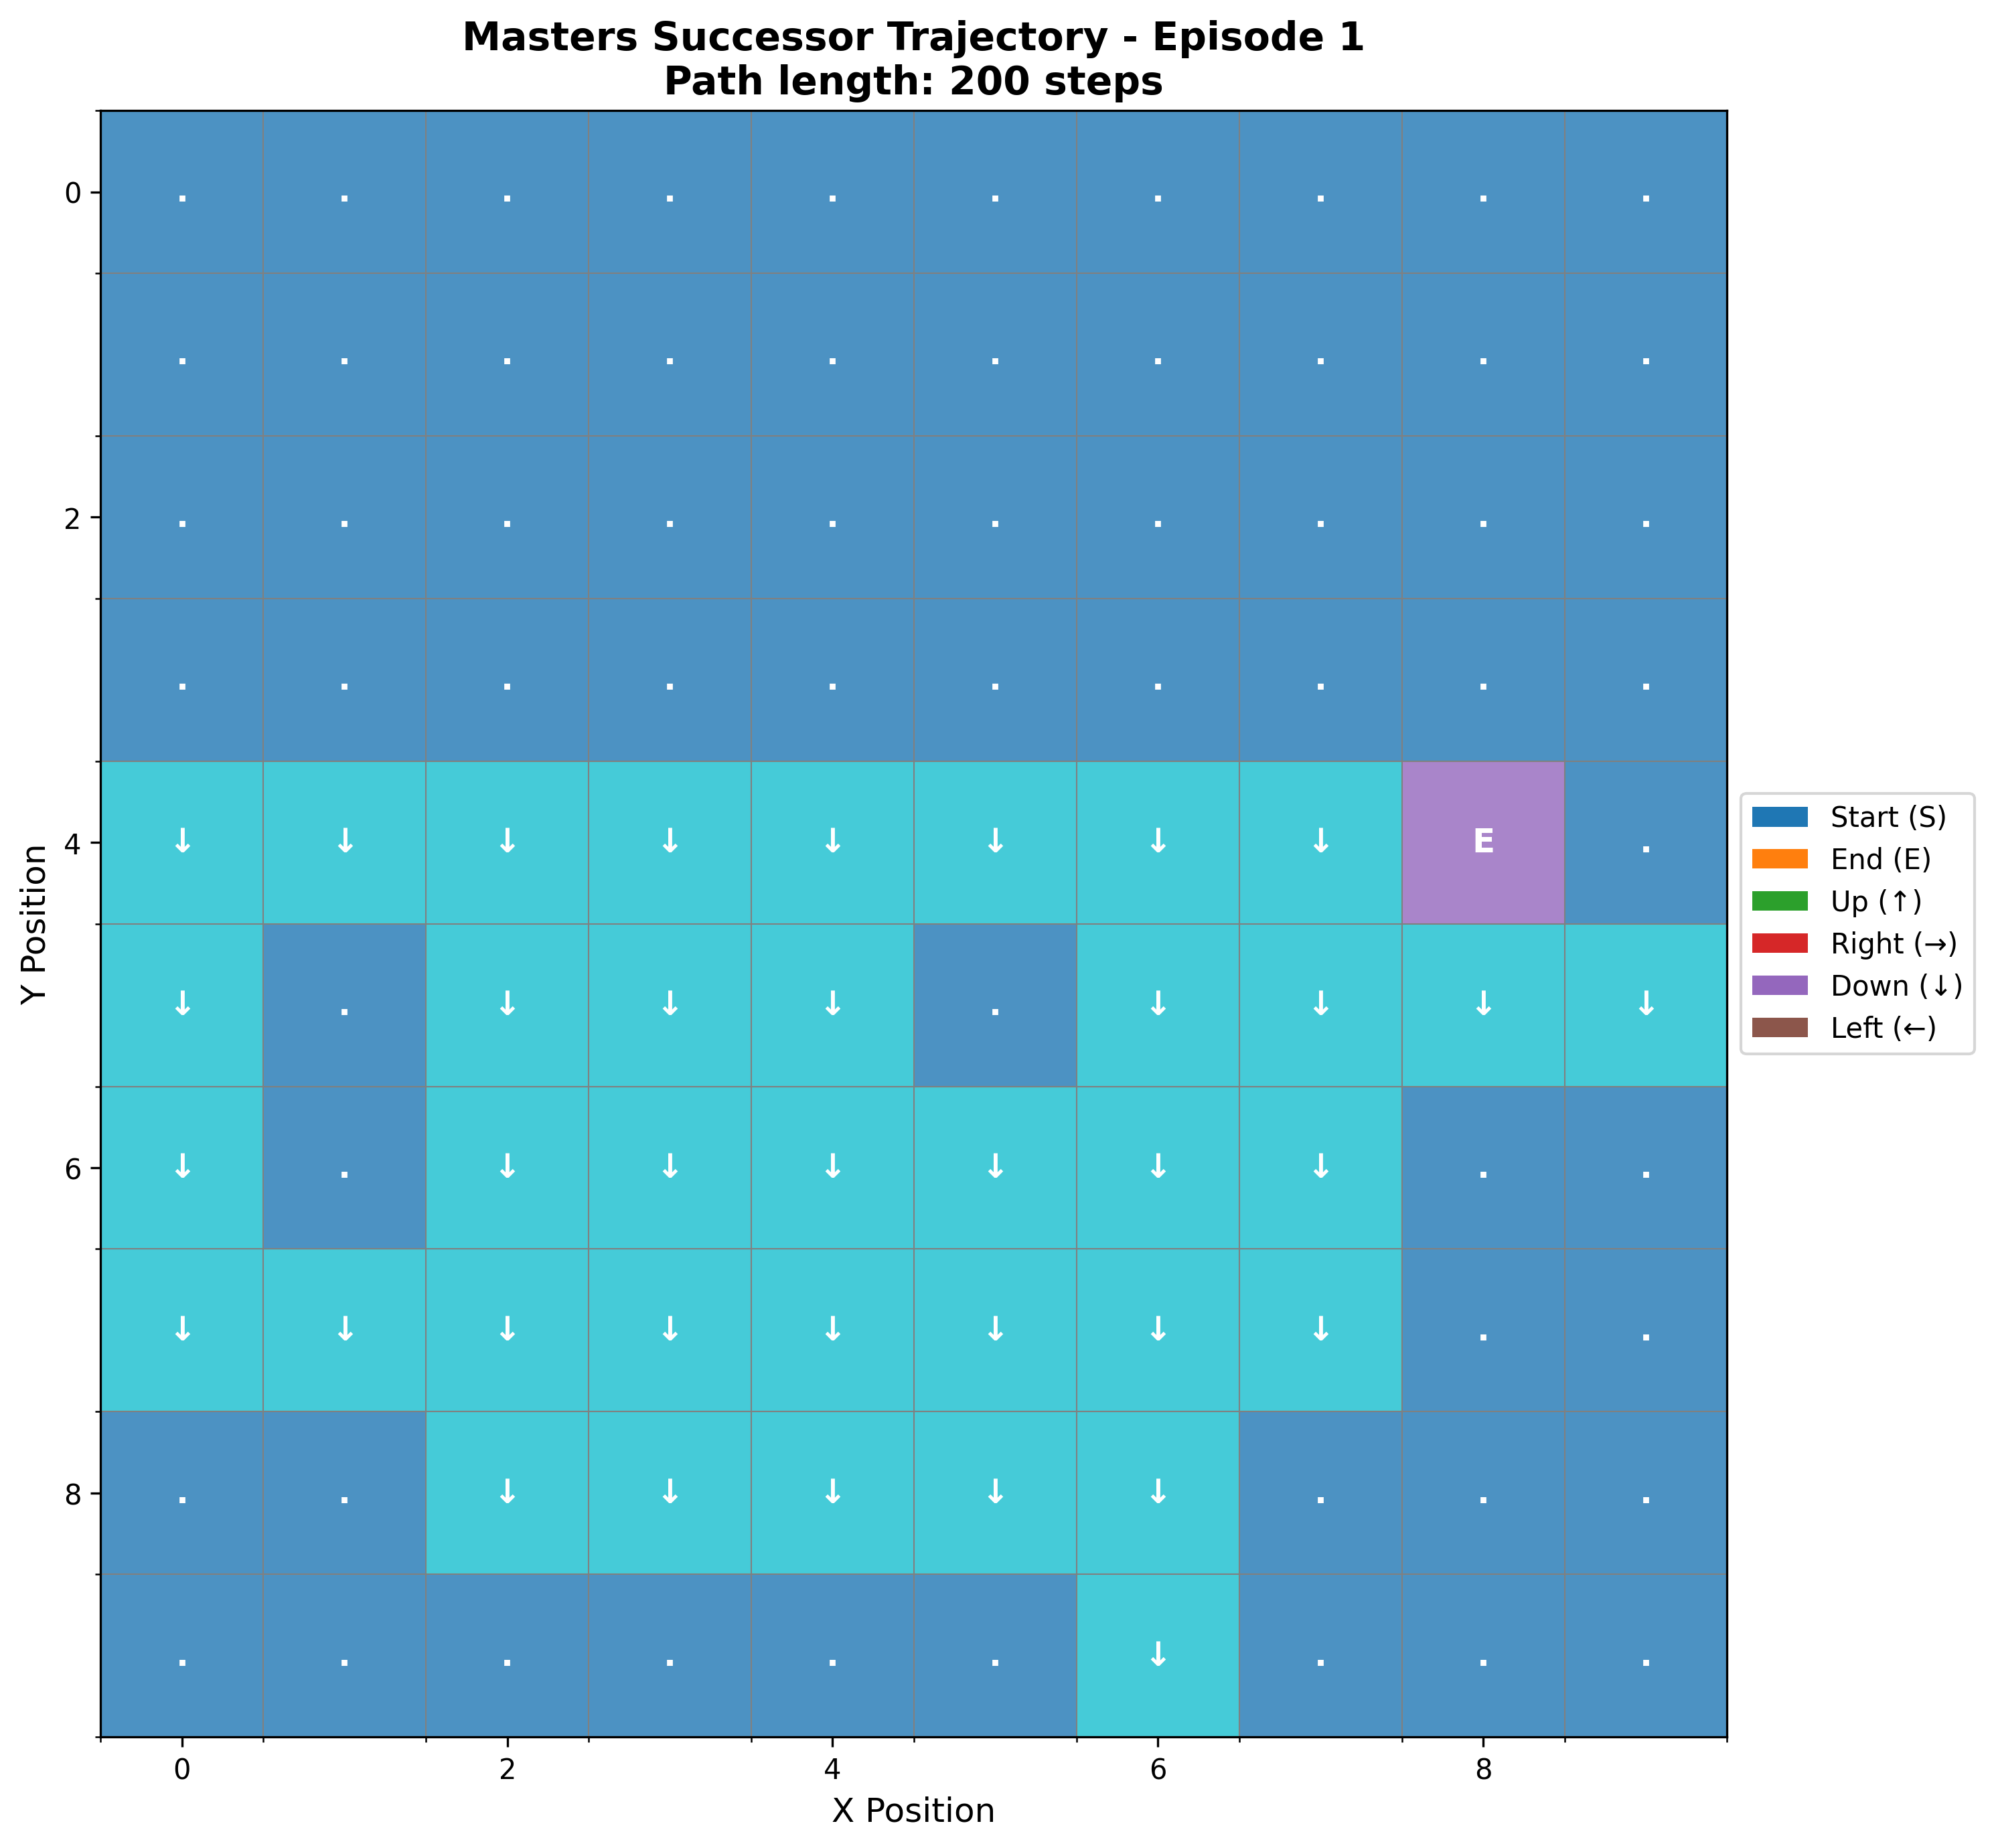 Masters Successor Trajectory - Episode 1
Path length: 200 steps
0 . . . . . . . . . .
. . . . . . . . . .
2 . . . . . . . . . .
. . . . . . . . . .
4 ↓ ↓ ↓ ↓ ↓ ↓ ↓ ↓ E .
↓ . ↓ ↓ ↓ . ↓ ↓ ↓ ↓
6 ↓ . ↓ ↓ ↓ ↓ ↓ ↓ . .
↓ ↓ ↓ ↓ ↓ ↓ ↓ ↓ . .
8 . . ↓ ↓ ↓ ↓ ↓ . . .
. . . . . . ↓ . . .
0 2 4 6 8
X Position
Y Position
Start (S)
End (E)
Up (↑)
Right (→)
Down (↓)
Left (←)